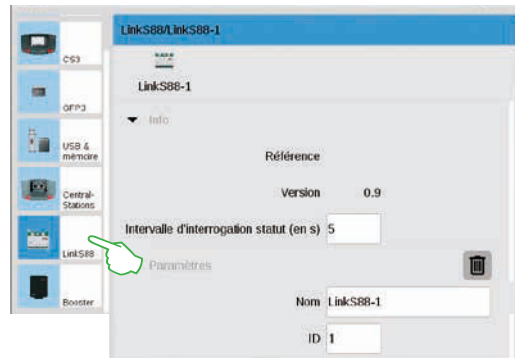 LinkS88/LinkS88-1
CS3
GFP3
USB &
mémoire
Central-
Stations
LinkS88
Booster
LinkS88-1
Info
Référence
Version 0.9
Intervalle d'interrogation statut (en s) 5
Paramètres
Nom LinkS88-1
ID 1